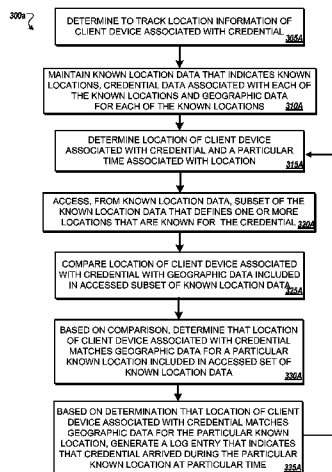 300a
DETERMINE TO TRACK LOCATION INFORMATION OF
CLIENT DEVICE ASSOCIATED WITH CREDENTIAL
305A
MAINTAIN KNOWN LOCATION DATA THAT INDICATES KNOWN
LOCATIONS, CREDENTIAL DATA ASSOCIATED WITH EACH OF
THE KNOWN LOCATIONS AND GEOGRAPHIC DATA
FOR EACH OF THE KNOWN LOCATIONS 310A
DETERMINE LOCATION OF CLIENT DEVICE
ASSOCIATED WITH CREDENTIAL AND A PARTICULAR
TIME ASSOCIATED WITH LOCATION 315A
ACCESS, FROM KNOWN LOCATION DATA, SUBSET OF THE
KNOWN LOCATION DATA THAT DEFINES ONE OR MORE
LOCATIONS THAT ARE KNOWN FOR THE CREDENTIAL 320A
COMPARE LOCATION OF CLIENT DEVICE ASSOCIATED
WITH CREDENTIAL WITH GEOGRAPHIC DATA INCLUDED
IN ACCESSED SUBSET OF KNOWN LOCATION DATA 325A
BASED ON COMPARISON, DETERMINE THAT LOCATION
OF CLIENT DEVICE ASSOCIATED WITH CREDENTIAL
MATCHES GEOGRAPHIC DATA FOR A PARTICULAR
KNOWN LOCATION INCLUDED IN ACCESSED SET OF
KNOWN LOCATION DATA 330A
BASED ON DETERMINATION THAT LOCATION OF CLIENT
DEVICE ASSOCIATED WITH CREDENTIAL MATCHES
GEOGRAPHIC DATA FOR THE PARTICULAR KNOWN
LOCATION, GENERATE A LOG ENTRY THAT INDICATES
THAT CREDENTIAL ARRIVED DURING THE PARTICULAR
KNOWN LOCATION AT PARTICULAR TIME 335A